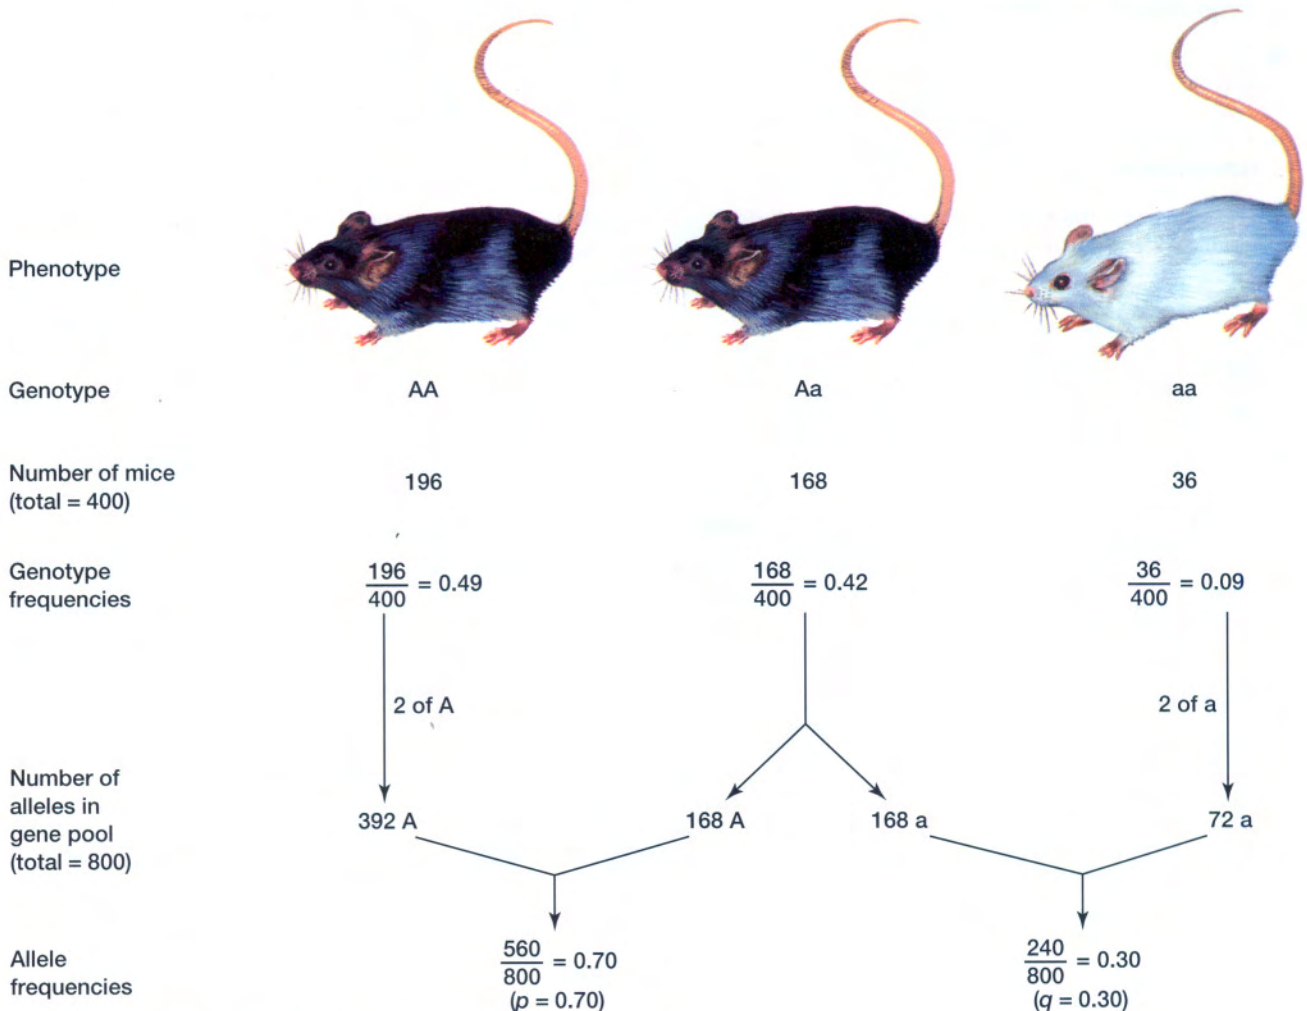 Phenotype
Genotype
AA
Aa
aa
Number of mice
(total = 400)
196
168
36
Genotype
frequencies
196
400
= 0.49
168
400
= 0.42
36
400
= 0.09
2 of A
2 of a
Number of
alleles in
gene pool
(total = 800)
392 A
168 A
168 a
72 a
Allele
frequencies
560
800
= 0.70
(p = 0.70)
240
800
= 0.30
(q = 0.30)